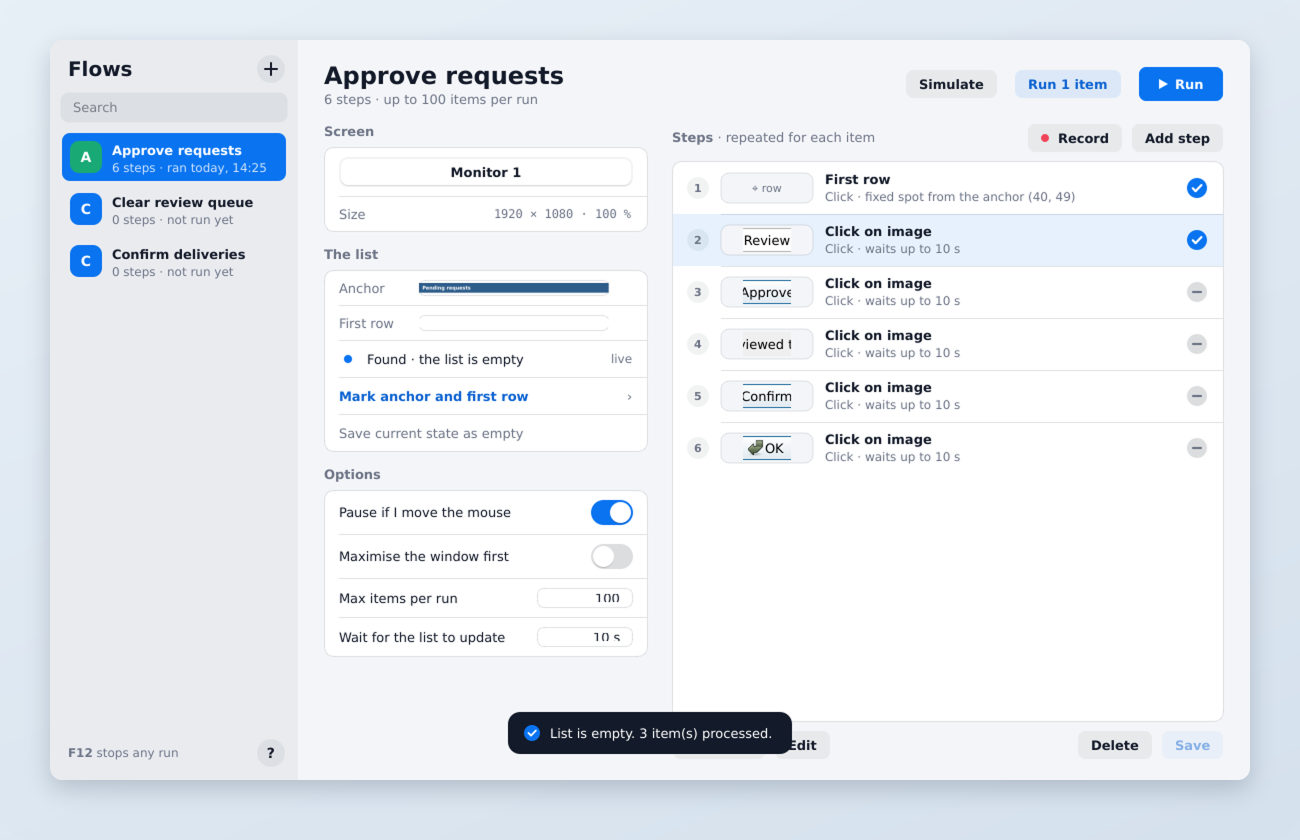 Flows
+
Search
A
Approve requests
6 steps · ran today, 14:25
C
Clear review queue
0 steps · not run yet
C
Confirm deliveries
0 steps · not run yet
F12 stops any run
?
Approve requests
6 steps · up to 100 items per run
Simulate
Run 1 item
Run
Screen
Monitor 1
Size 1920 × 1080 · 100 %
The list
Anchor Pending requests
First row
Found · the list is empty live
Mark anchor and first row ›
Save current state as empty
Options
Pause if I move the mouse
Maximise the window first
Max items per run 100
Wait for the list to update 10 s
Steps · repeated for each item
Record
Add step
1 ⌖ row First row
Click · fixed spot from the anchor (40, 49)
2 Review Click on image
Click · waits up to 10 s
3 Approve Click on image
Click · waits up to 10 s
4 viewed t Click on image
Click · waits up to 10 s
5 Confirm Click on image
Click · waits up to 10 s
6 OK Click on image
Click · waits up to 10 s
List is empty. 3 item(s) processed.
Edit
Delete
Save